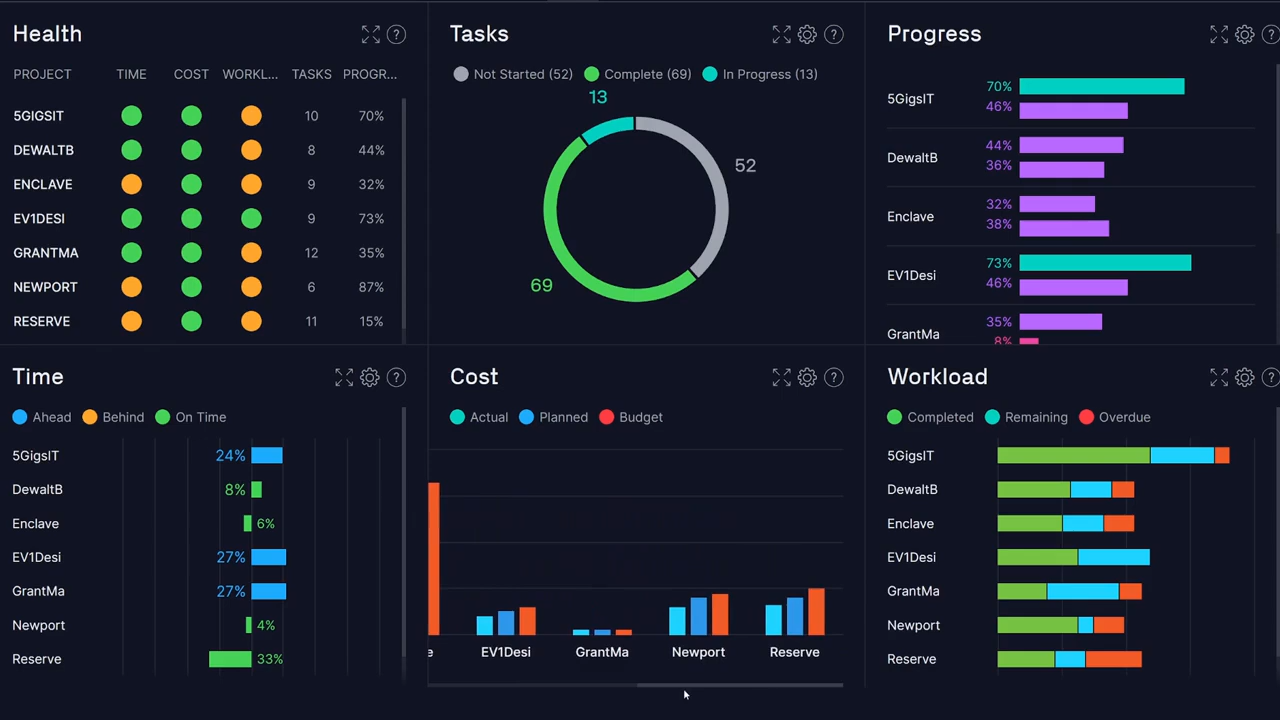 Health
PROJECT TIME COST WORKL... TASKS PROGR...
5GIGSIT 10 70%
DEWALTB 8 44%
ENCLAVE 9 32%
EV1DESI 9 73%
GRANTMA 12 35%
NEWPORT 6 87%
RESERVE 11 15%
Tasks
Not Started (52) Complete (69) In Progress (13)
13
52
69
Progress
5GigsIT 70%
46%
DewaltB 44%
36%
Enclave 32%
38%
EV1Desi 73%
46%
GrantMa 35%
8%
Time
Ahead Behind On Time
5GigsIT 24%
DewaltB 8%
Enclave 6%
EV1Desi 27%
GrantMa 27%
Newport 4%
Reserve 33%
Cost
Actual Planned Budget
e EV1Desi GrantMa Newport Reserve
Workload
Completed Remaining Overdue
5GigsIT
DewaltB
Enclave
EV1Desi
GrantMa
Newport
Reserve